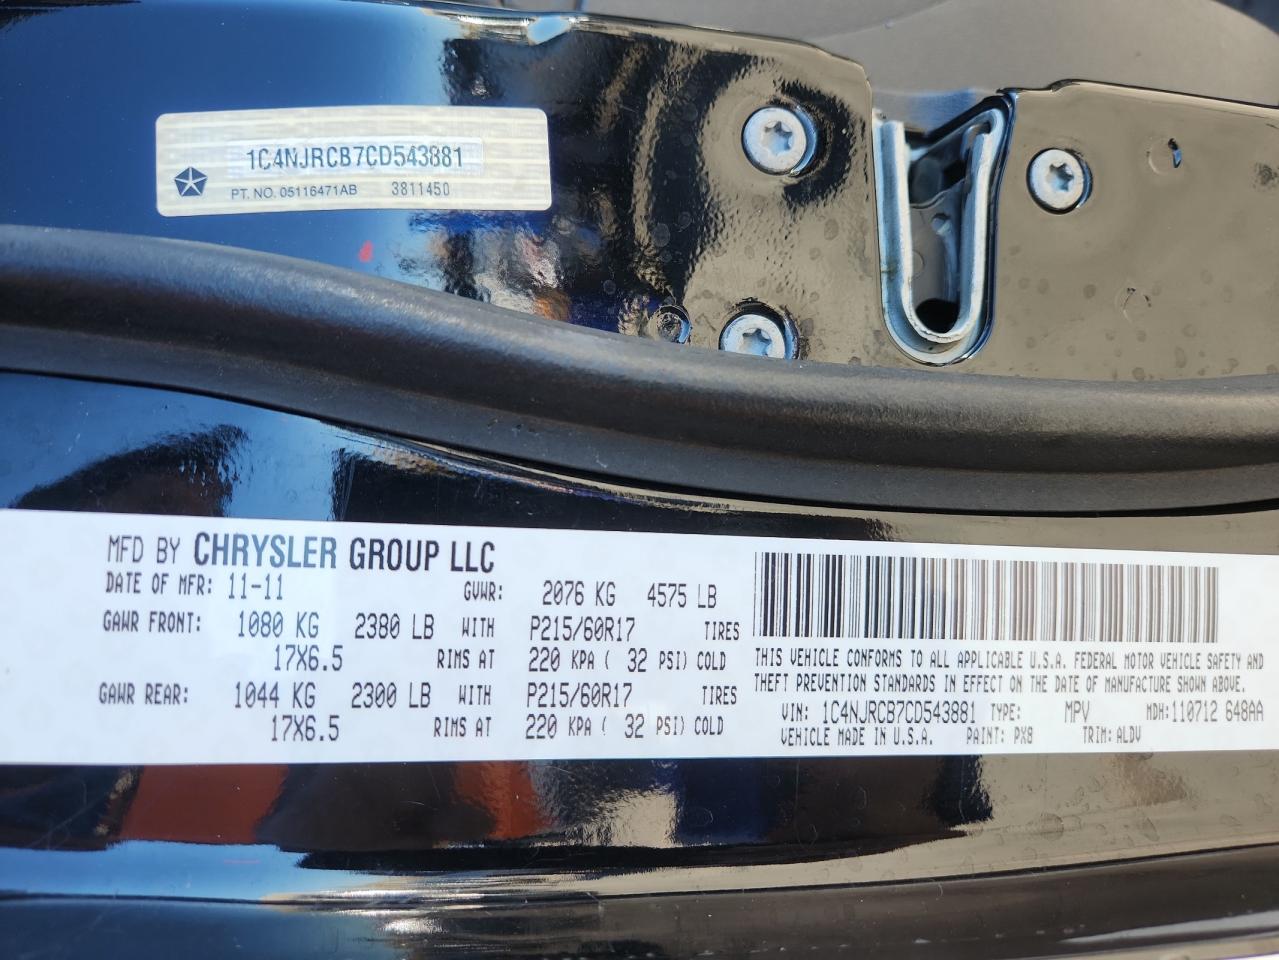 1C4NJRCB7CD543881
PT. NO. 05116471AB 3811450
MFD BY CHRYSLER GROUP LLC
DATE OF MFR: 11-11 GVWR: 2076 KG 4575 LB
GAWR FRONT: 1080 KG 2380 LB WITH P215/60R17 TIRES
17X6.5 RIMS AT 220 KPA ( 32 PSI) COLD
GAWR REAR: 1044 KG 2300 LB WITH P215/60R17 TIRES
17X6.5 RIMS AT 220 KPA ( 32 PSI) COLD
THIS VEHICLE CONFORMS TO ALL APPLICABLE U.S.A. FEDERAL MOTOR VEHICLE SAFETY AND
THEFT PREVENTION STANDARDS IN EFFECT ON THE DATE OF MANUFACTURE SHOWN ABOVE.
VIN: 1C4NJRCB7CD543881 TYPE: MPV MDH: 110712 648AA
VEHICLE MADE IN U.S.A. PAINT: PX8 TRIM: ALDV